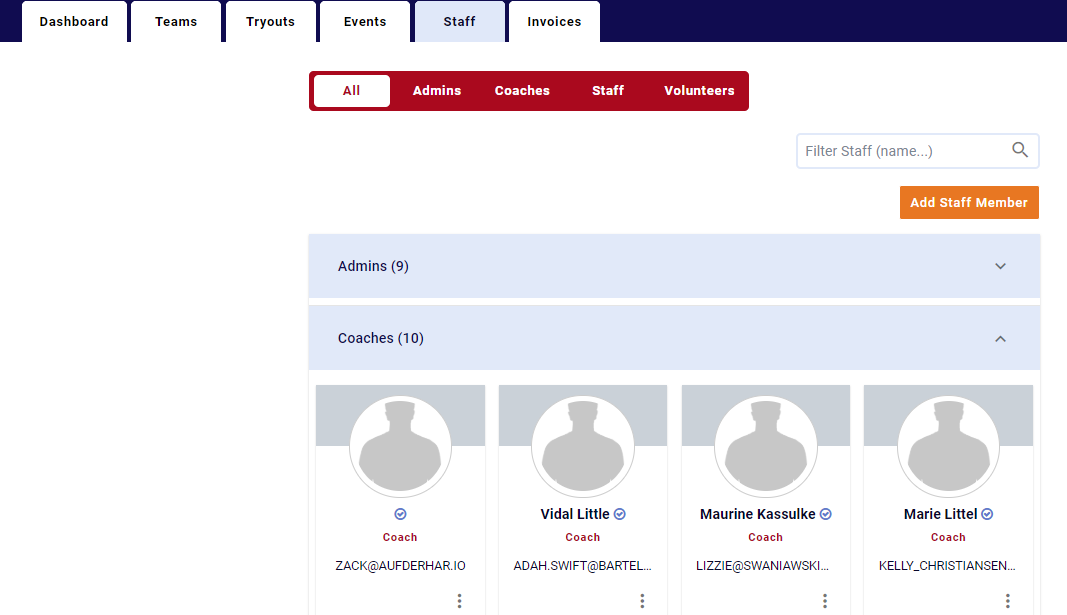 Dashboard Teams Tryouts Events Staff Invoices
All Admins Coaches Staff Volunteers
Filter Staff (name...)
Add Staff Member
Admins (9)
Coaches (10)
Vidal Little Maurine Kassulke Marie Littel
Coach Coach Coach Coach
ZACK@AUFDERHAR.IO ADAH.SWIFT@BARTEL... LIZZIE@SWANIAWSKI... KELLY_CHRISTIANSEN...